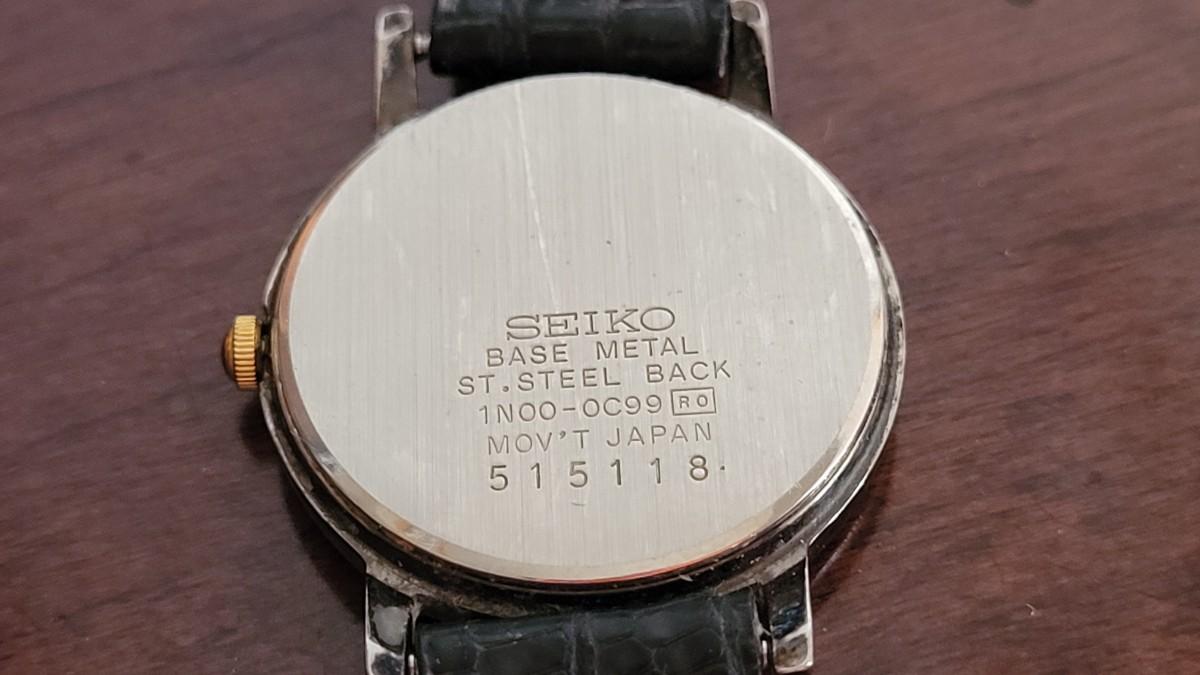 SEIKO
BASE METAL
ST.STEEL BACK
1N00-0C99 R0
MOV'T JAPAN
515118